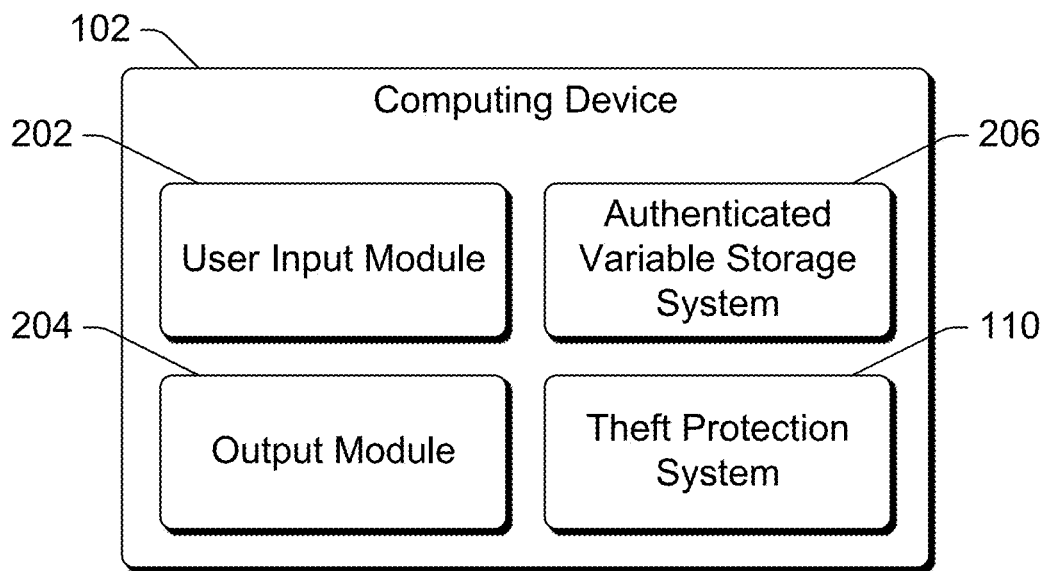 102
Computing Device
202
206
User Input Module
Authenticated
Variable Storage
System
204
110
Output Module
Theft Protection
System